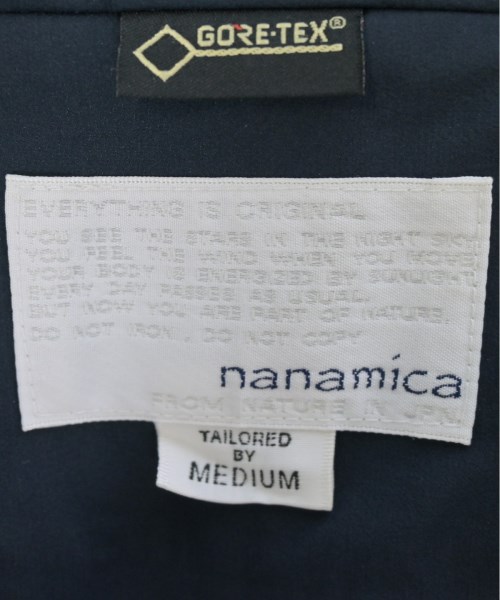 GORE-TEX®
EVERYTHING IS ORIGINAL
YOU SEE THE STARS IN THE NIGHT SKY.
YOU FEEL THE WIND WHEN YOU MOVE.
YOUR BODY IS ENERGIZED BY SUNLIGHT.
EVERY DAY PASSES AS USUAL.
BUT NOW YOU ARE PART OF NATURE.
DO NOT IRON , DO NOT COPY
nanamica
FROM NATURE IN JPN.
TAILORED
BY
MEDIUM